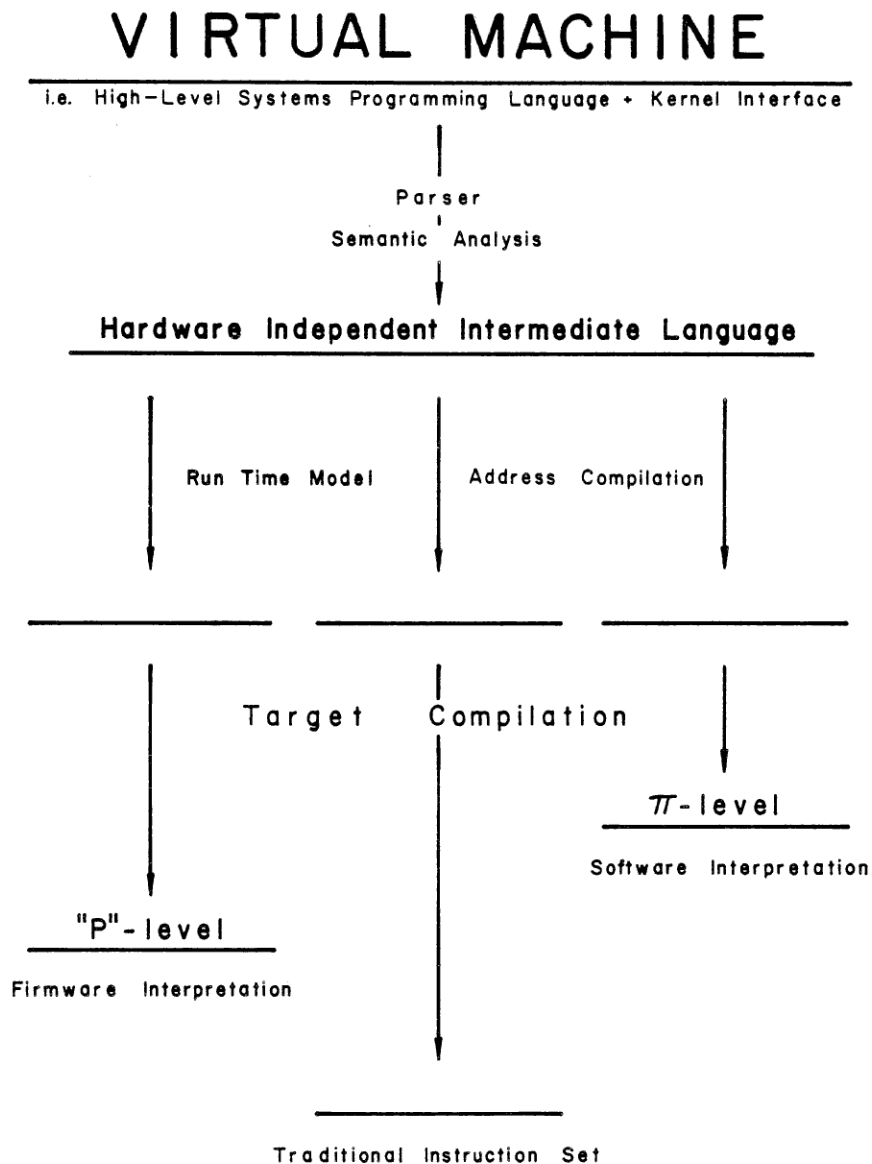 VIRTUAL MACHINE
i.e. High-Level Systems Programming Language + Kernel Interface
Parser
Semantic Analysis
Hardware Independent Intermediate Language
Run Time Model Address Compilation
Target Compilation
π-level
Software Interpretation
"P"-level
Firmware Interpretation
Traditional Instruction Set